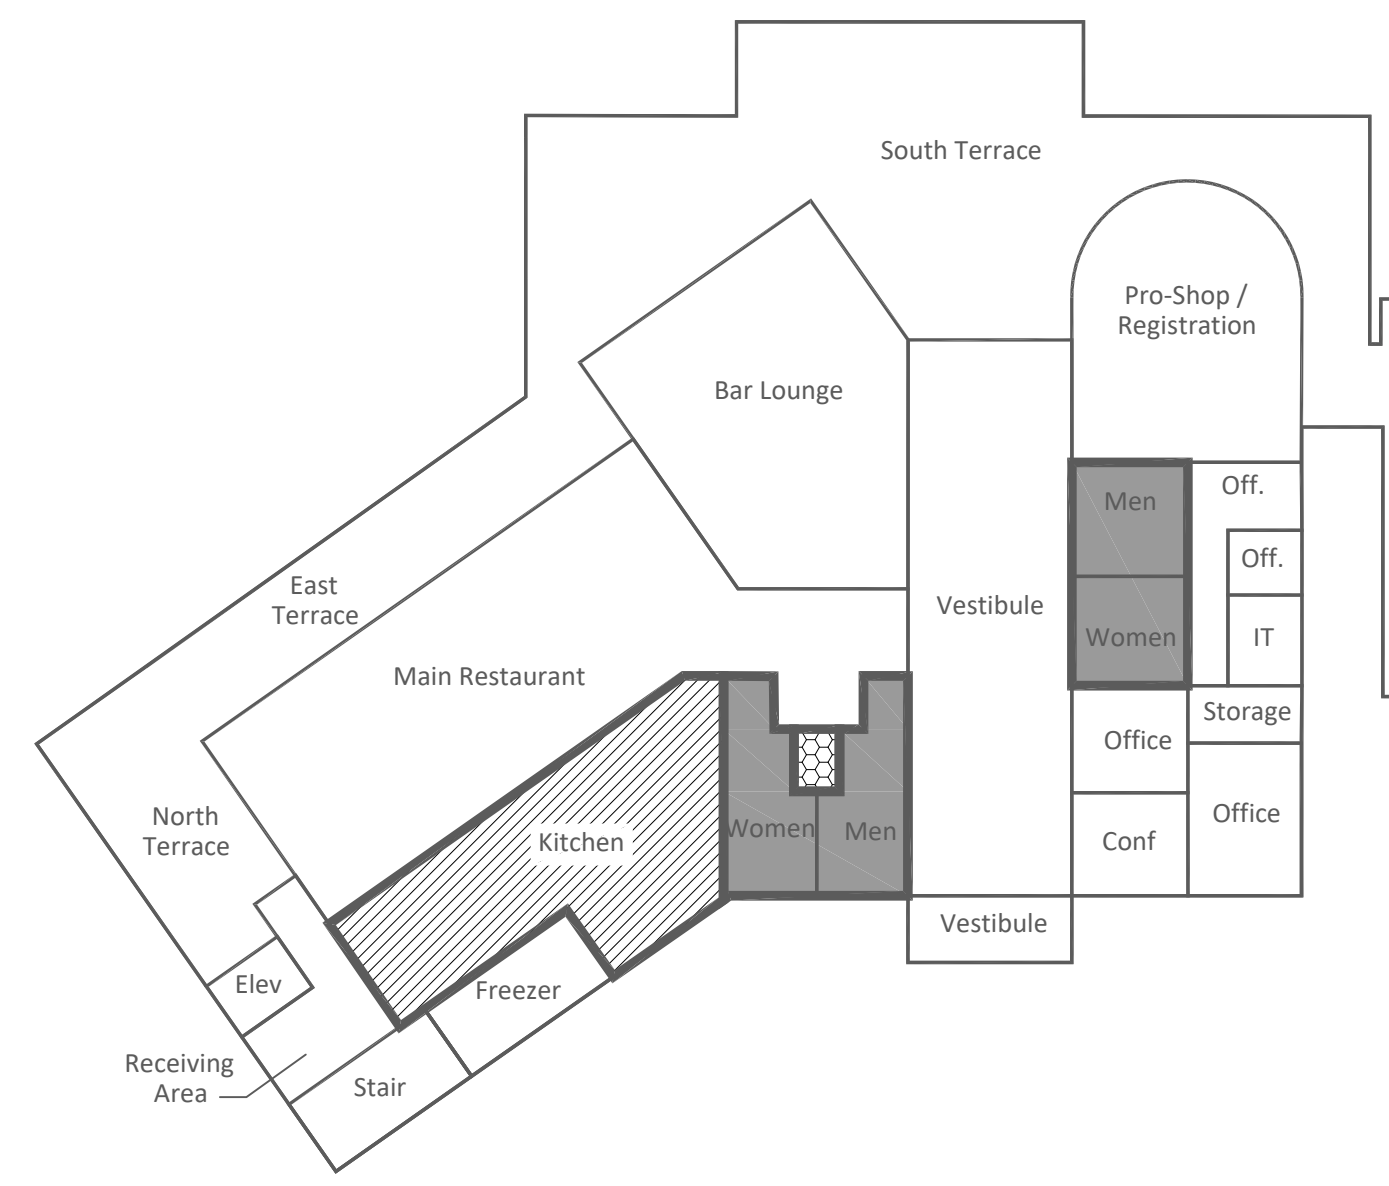 South Terrace
Pro-Shop /
Registration
Bar Lounge
Men
Off.
Off.
East
Terrace
Vestibule
Women
IT
Main Restaurant
Storage
Office
North
Terrace
Kitchen
Women
Men
Conf
Office
Vestibule
Elev
Freezer
Receiving
Area
Stair